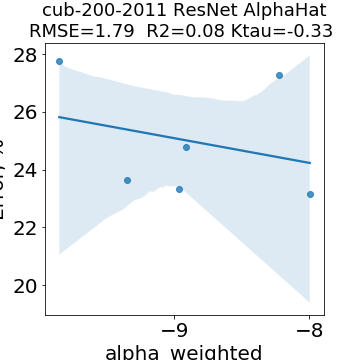 cub-200-2011 ResNet AlphaHat
RMSE=1.79 R2=0.08 Ktau=-0.33
28
26
24
22
20
−9
−8
alpha_weighted